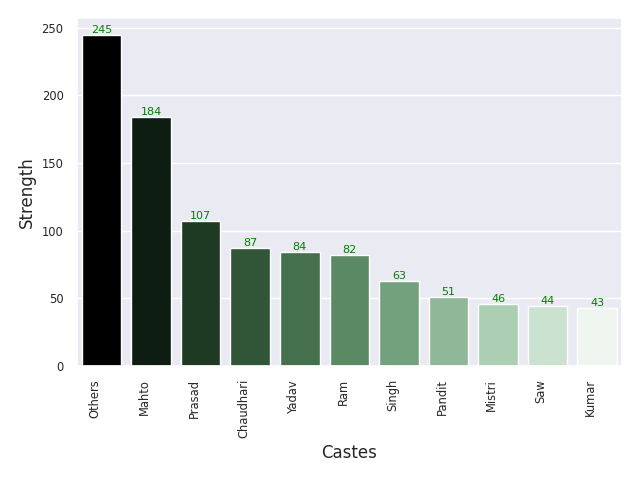 245
184
107
87
84
82
63
51
46
44
43
250
200
150
100
50
0
Strength
Others
Mahto
Prasad
Chaudhari
Yadav
Ram
Singh
Pandit
Mistri
Saw
Kumar
Castes